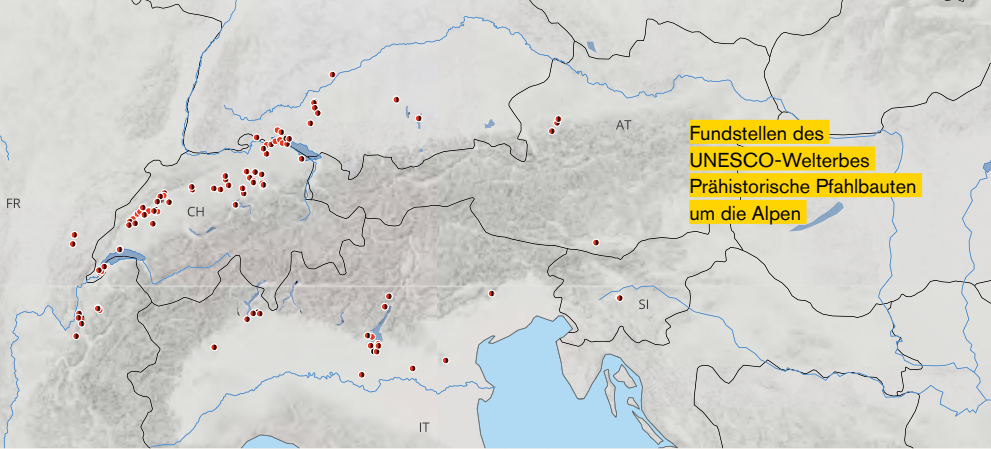 AT
Fundstellen des
UNESCO-Welterbes
Prähistorische Pfahlbauten
um die Alpen
FR
CH
SI
IT